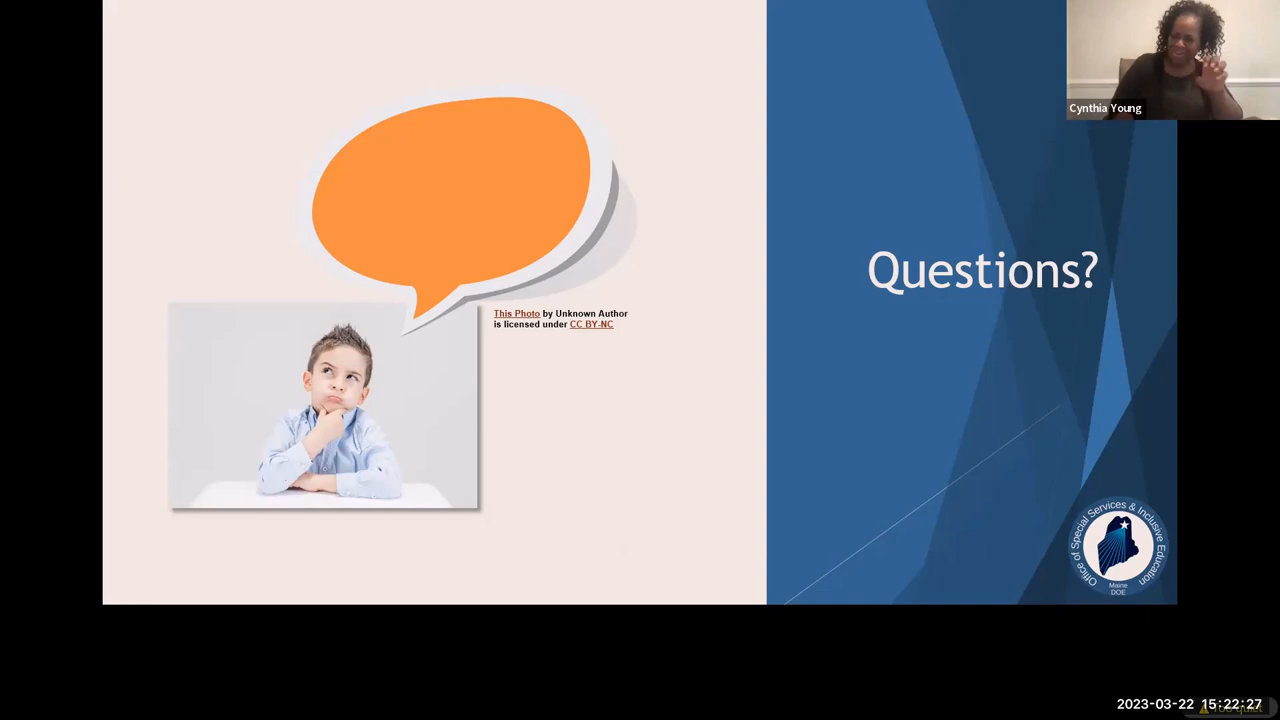 Cynthia Young
Questions?
This Photo by Unknown Author
is licensed under CC BY-NC
Office of Special Services & Inclusive Education
Maine
DOE
2023-03-22 15:22:27